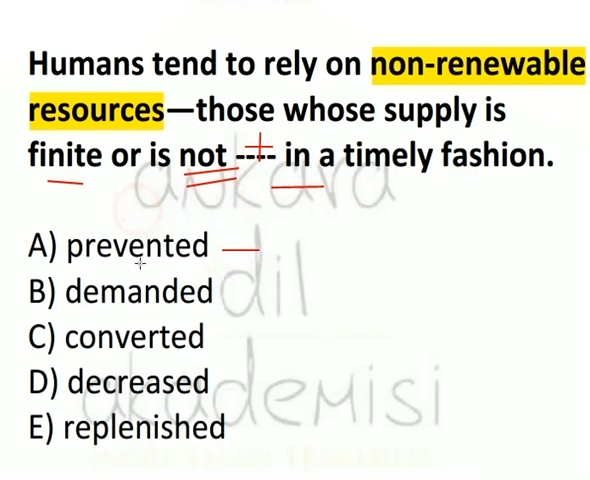 Humans tend to rely on non-renewable
resources—those whose supply is
finite or is not ---- in a timely fashion.
A) prevented
B) demanded
C) converted
D) decreased
E) replenished
ankara
dil
akademisi